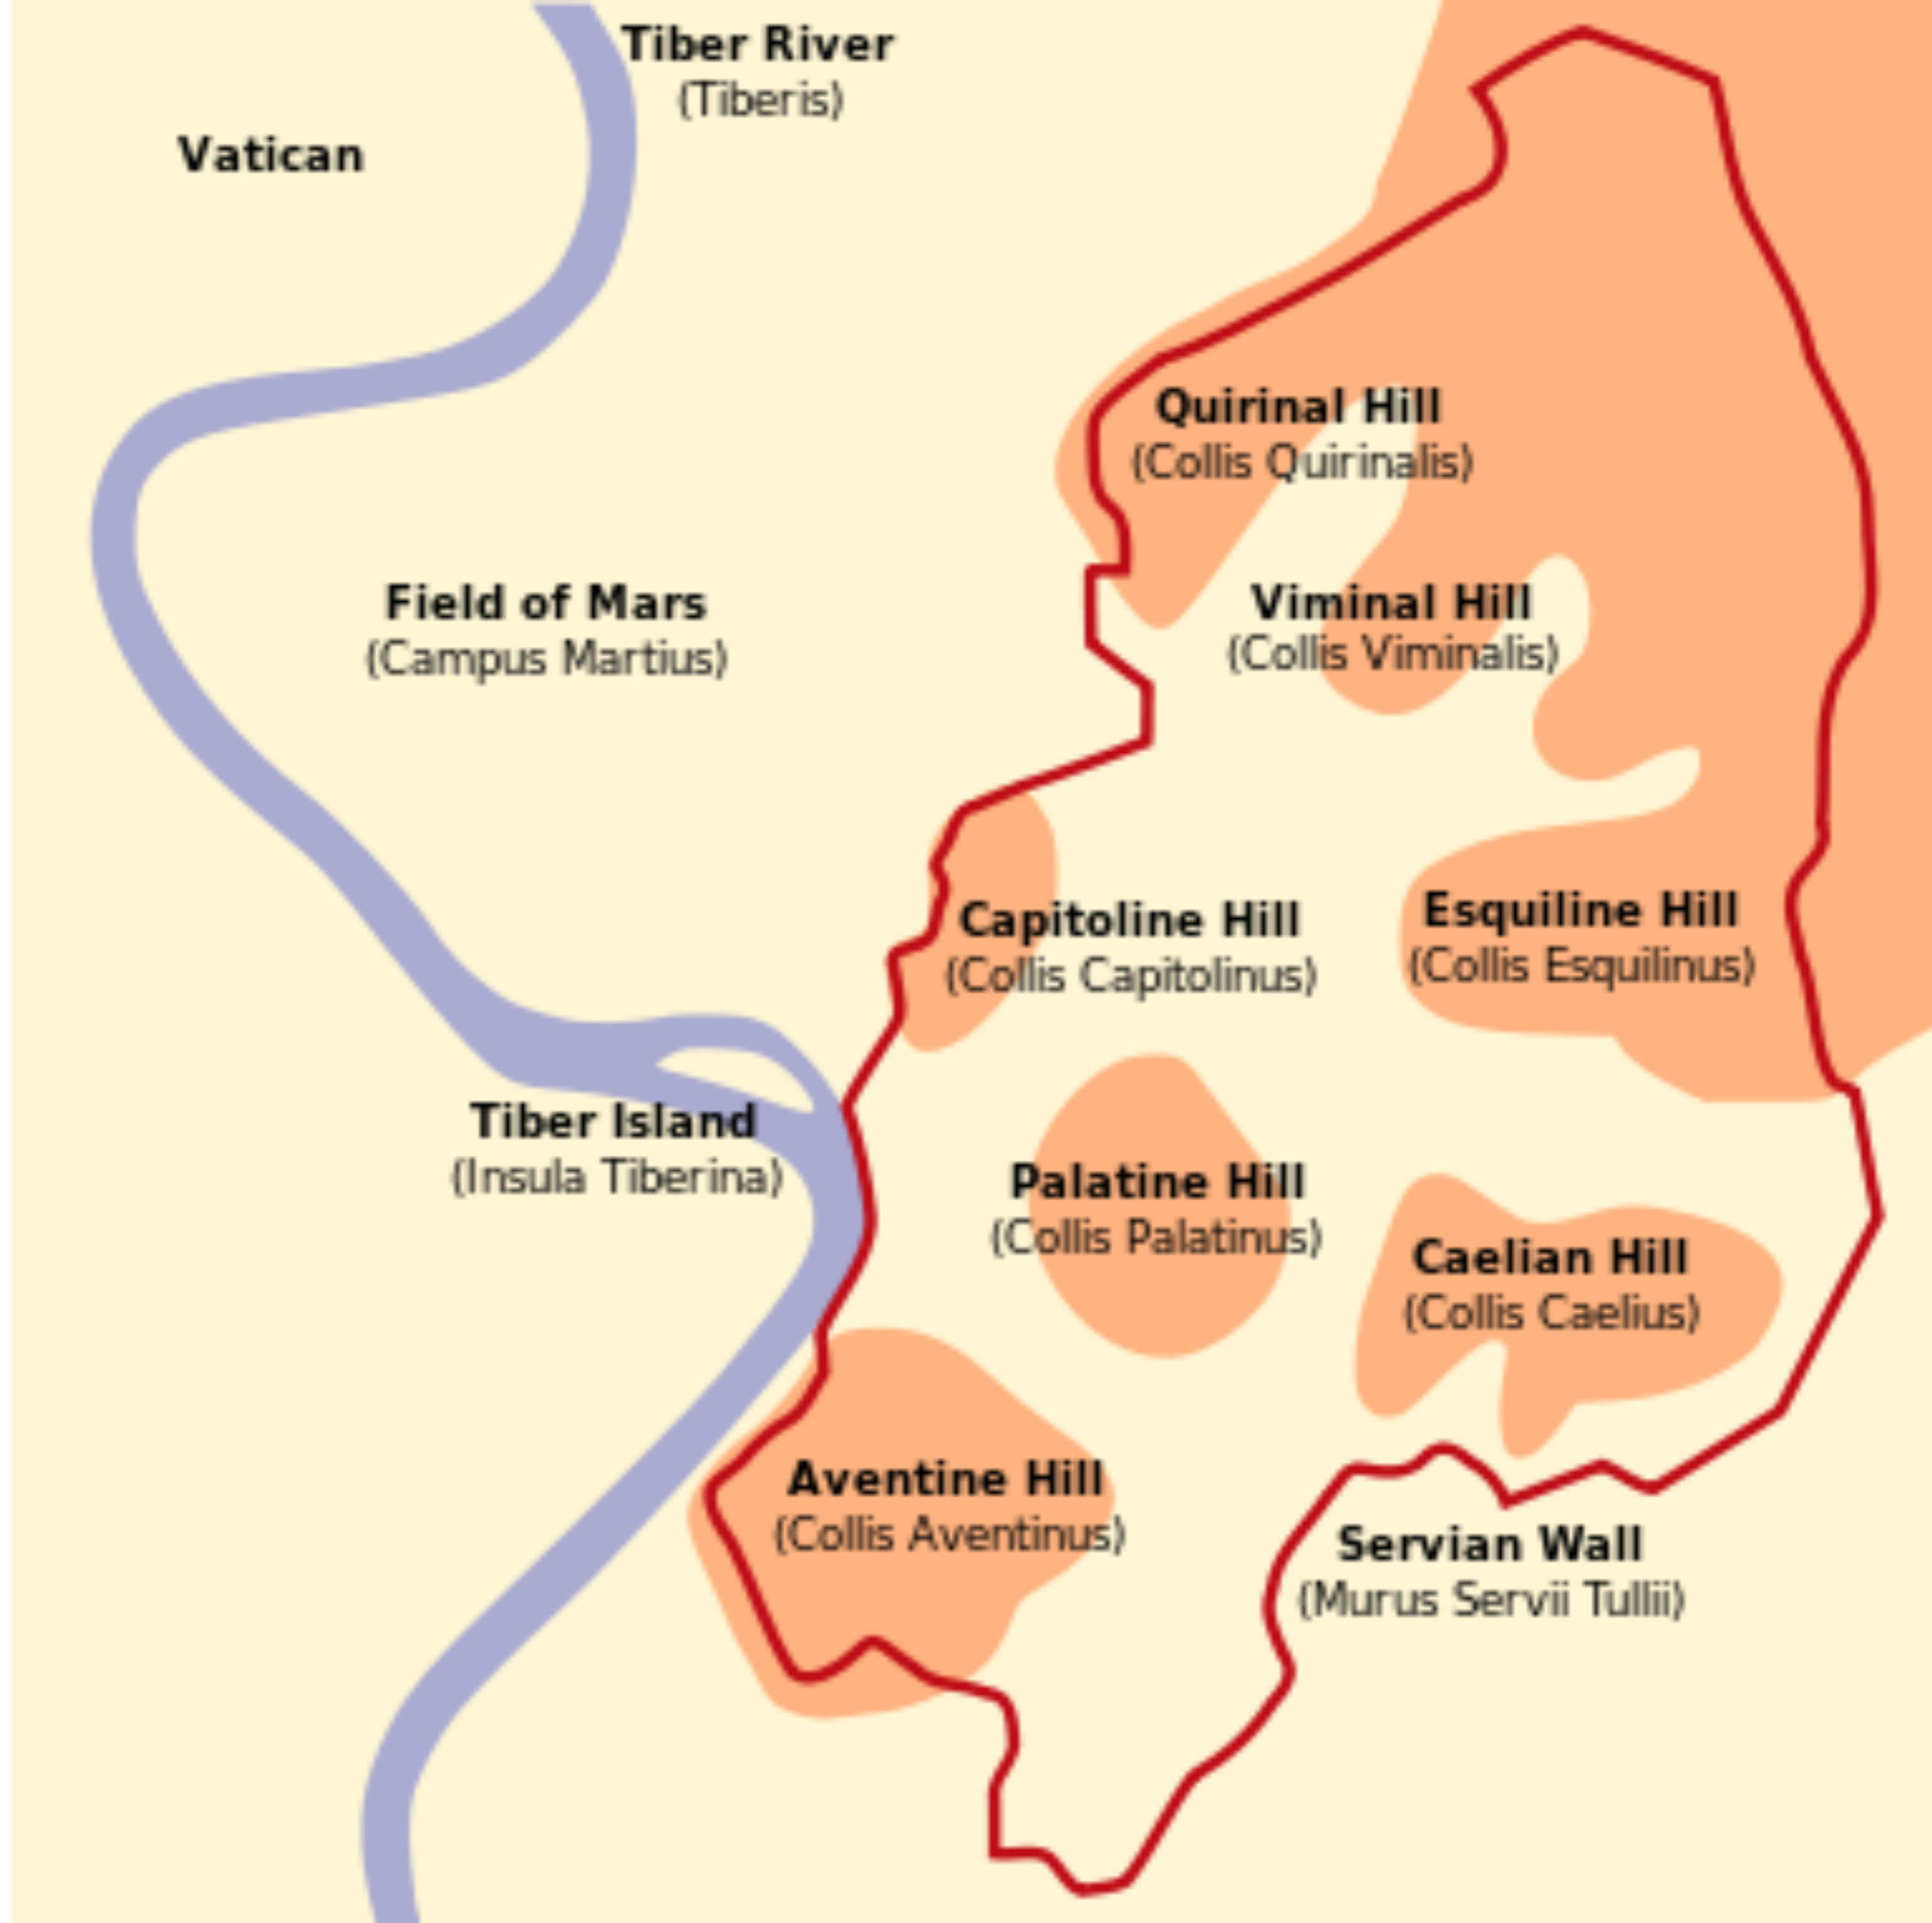 Tiber River
(Tiberis)
Vatican
Quirinal Hill
(Collis Quirinalis)
Field of Mars
(Campus Martius)
Viminal Hill
(Collis Viminalis)
Capitoline Hill
(Collis Capitolinus)
Esquiline Hill
(Collis Esquilinus)
Tiber Island
(Insula Tiberina)
Palatine Hill
(Collis Palatinus)
Caelian Hill
(Collis Caelius)
Aventine Hill
(Collis Aventinus)
Servian Wall
(Murus Servii Tullii)